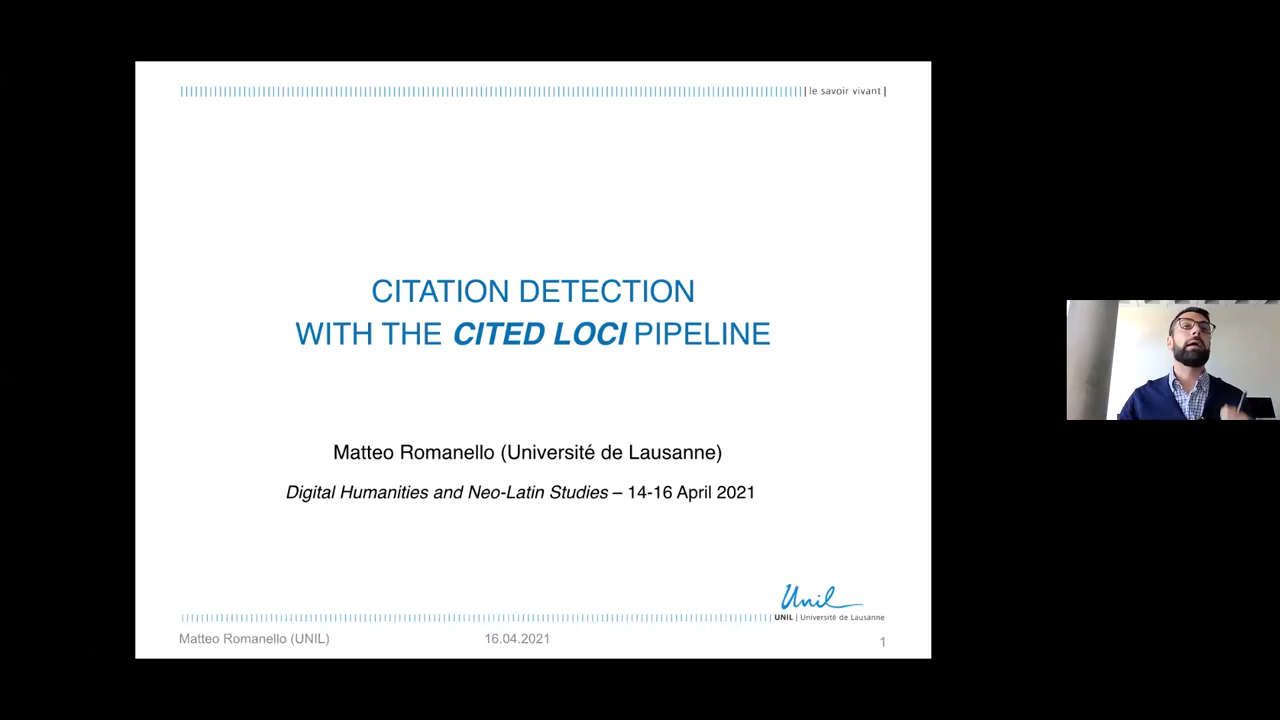 | le savoir vivant |
CITATION DETECTION
WITH THE CITED LOCI PIPELINE
Matteo Romanello (Université de Lausanne)
Digital Humanities and Neo-Latin Studies – 14-16 April 2021
Unil
UNIL | Université de Lausanne
Matteo Romanello (UNIL) 16.04.2021 1